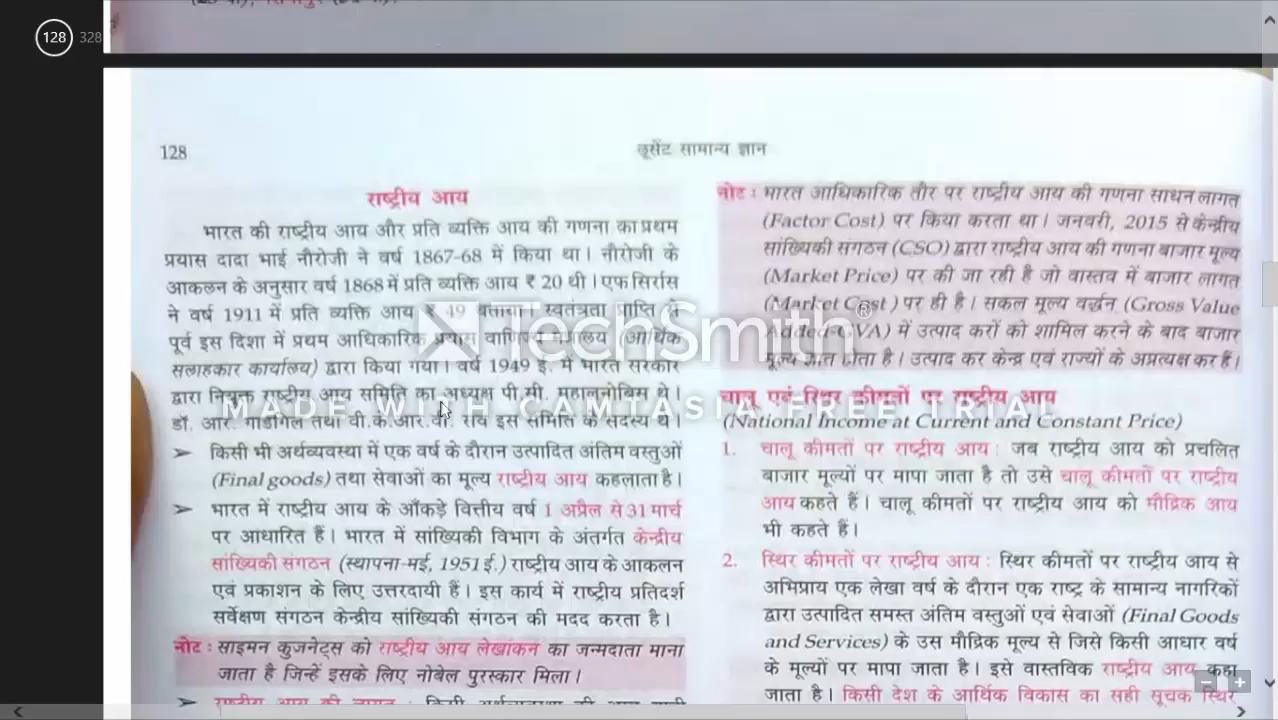 128 328
128
लूसेंट सामान्य ज्ञान
राष्ट्रीय आय
भारत की राष्ट्रीय आय और प्रति व्यक्ति आय की गणना का प्रथम
प्रयास दादा भाई नौरोजी ने वर्ष 1867-68 में किया था। नौरोजी के
आकलन के अनुसार वर्ष 1868 में प्रति व्यक्ति आय ₹ 20 थी। एफ सिर्रास
ने वर्ष 1911 में प्रति व्यक्ति आय ₹ 49 बताया। स्वतंत्रता प्राप्ति से
पूर्व इस दिशा में प्रथम आधिकारिक प्रयास वाणिज्य मंत्रालय (आर्थिक
सलाहकार कार्यालय) द्वारा किया गया। वर्ष 1949 ई. में भारत सरकार
द्वारा नियुक्त राष्ट्रीय आय समिति का अध्यक्ष पी.सी. महालनोबिस थे।
डॉ. आर. गाडगिल तथा वी.के.आर.वी. राव इस समिति के सदस्य थे।
➤ किसी भी अर्थव्यवस्था में एक वर्ष के दौरान उत्पादित अंतिम वस्तुओं
(Final goods) तथा सेवाओं का मूल्य राष्ट्रीय आय कहलाता है।
➤ भारत में राष्ट्रीय आय के आँकड़े वित्तीय वर्ष 1 अप्रैल से 31 मार्च
पर आधारित हैं। भारत में सांख्यिकी विभाग के अंतर्गत केन्द्रीय
सांख्यिकी संगठन (स्थापना-मई, 1951 ई.) राष्ट्रीय आय के आकलन
एवं प्रकाशन के लिए उत्तरदायी हैं। इस कार्य में राष्ट्रीय प्रतिदर्श
सर्वेक्षण संगठन केन्द्रीय सांख्यिकी संगठन की मदद करता है।
नोट : साइमन कुजनेट्स को राष्ट्रीय आय लेखांकन का जन्मदाता माना
जाता है जिन्हें इसके लिए नोबेल पुरस्कार मिला।
➤ राष्ट्रीय आय की लागत :
नोट : भारत आधिकारिक तौर पर राष्ट्रीय आय की गणना साधन लागत
(Factor Cost) पर किया करता था। जनवरी, 2015 से केन्द्रीय
सांख्यिकी संगठन (CSO) द्वारा राष्ट्रीय आय की गणना बाजार मूल्य
(Market Price) पर की जा रही है जो वास्तव में बाजार लागत
(Market Cost) पर ही है। सकल मूल्य वर्द्धन (Gross Value
Added-GVA) में उत्पाद करों को शामिल करने के बाद बाजार
मूल्य ज्ञात होता है। उत्पाद कर केन्द्र एवं राज्यों के अप्रत्यक्ष कर हैं।
चालू एवं स्थिर कीमतों पर राष्ट्रीय आय
(National Income at Current and Constant Price)
1. चालू कीमतों पर राष्ट्रीय आय : जब राष्ट्रीय आय को प्रचलित
बाजार मूल्यों पर मापा जाता है तो उसे चालू कीमतों पर राष्ट्रीय
आय कहते हैं। चालू कीमतों पर राष्ट्रीय आय को मौद्रिक आय
भी कहते हैं।
2. स्थिर कीमतों पर राष्ट्रीय आय : स्थिर कीमतों पर राष्ट्रीय आय से
अभिप्राय एक लेखा वर्ष के दौरान एक राष्ट्र के सामान्य नागरिकों
द्वारा उत्पादित समस्त अंतिम वस्तुओं एवं सेवाओं (Final Goods
and Services) के उस मौद्रिक मूल्य से जिसे किसी आधार वर्ष
के मूल्यों पर मापा जाता है। इसे वास्तविक राष्ट्रीय आय कहा
जाता है। किसी देश के आर्थिक विकास का सही सूचक स्थिर
TechSmith®
MADE WITH CAMTASIA FREE TRIAL